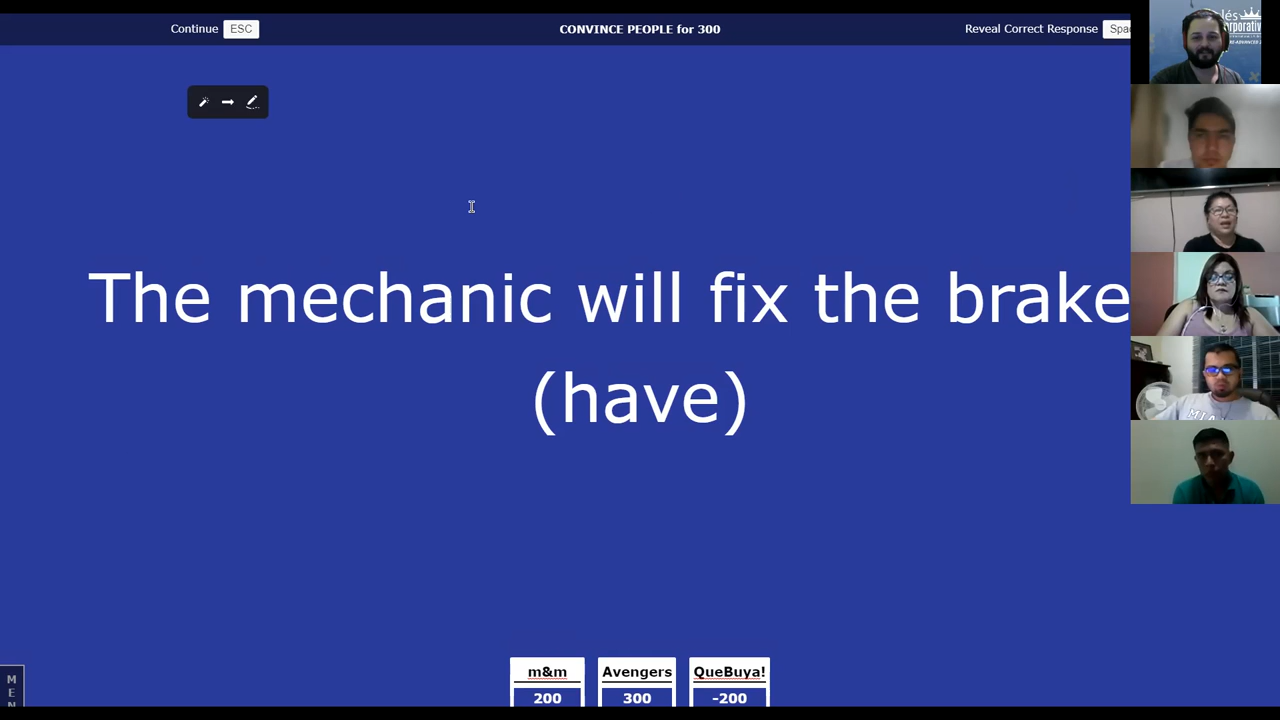 Continue ESC
CONVINCE PEOPLE for 300
Reveal Correct Response
The mechanic will fix the brake
(have)
m&m
200
Avengers
300
QueBuya!
-200